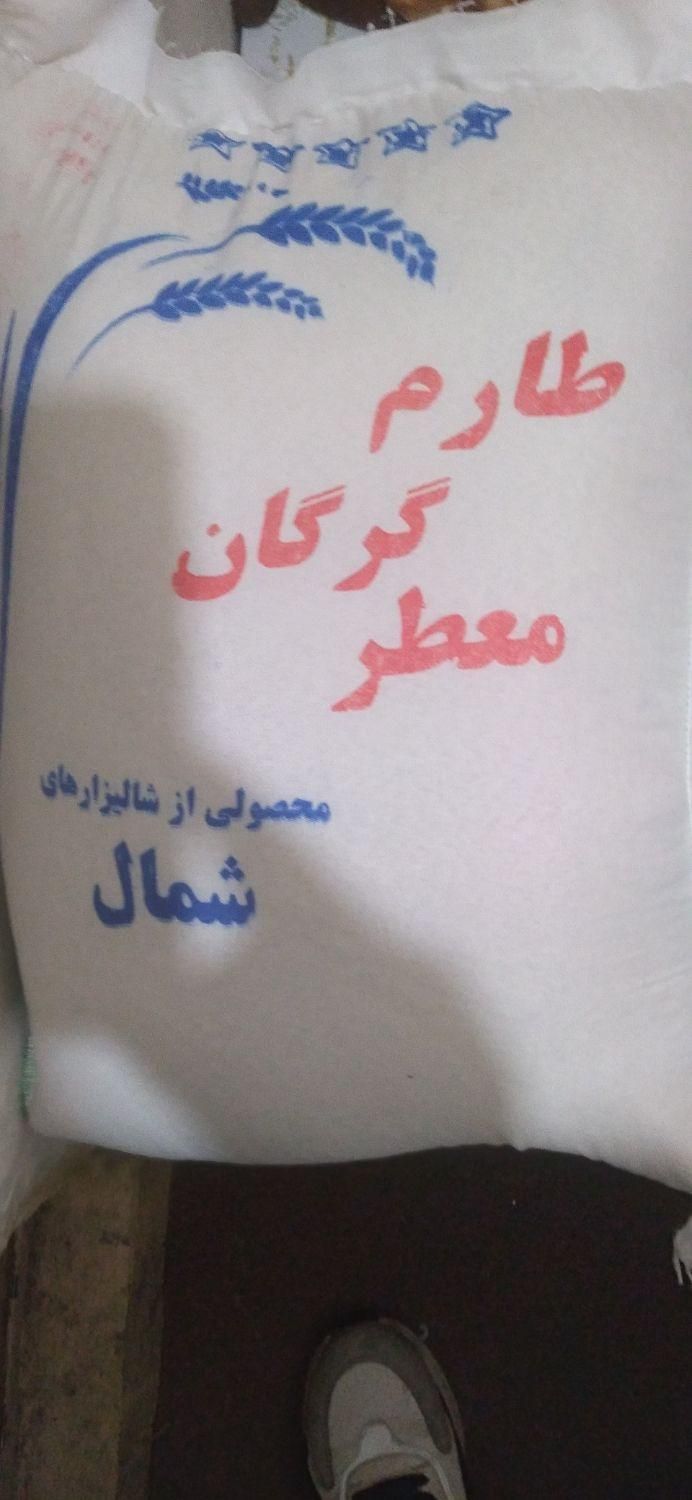 طارم
گرگان
معطر
محصولی از شالیزارهای
شمال